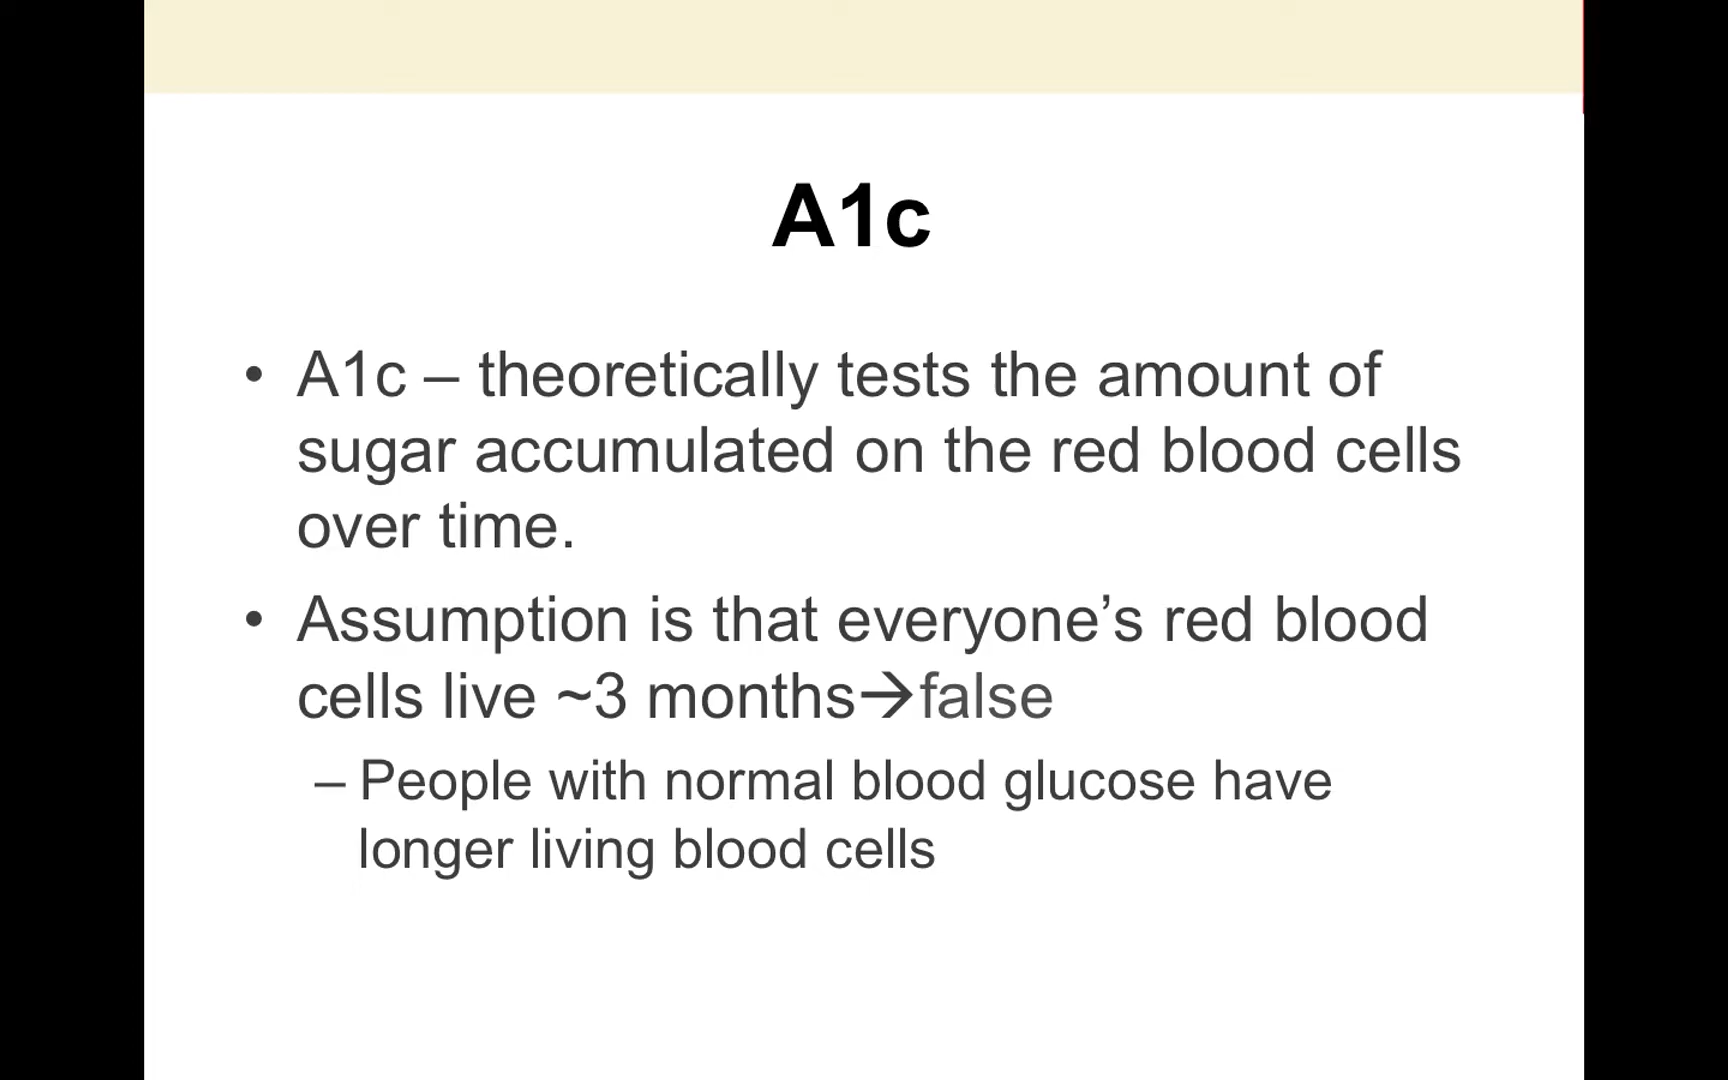 A1c
• A1c – theoretically tests the amount of
sugar accumulated on the red blood cells
over time.
• Assumption is that everyone’s red blood
cells live ~3 months→false
– People with normal blood glucose have
longer living blood cells